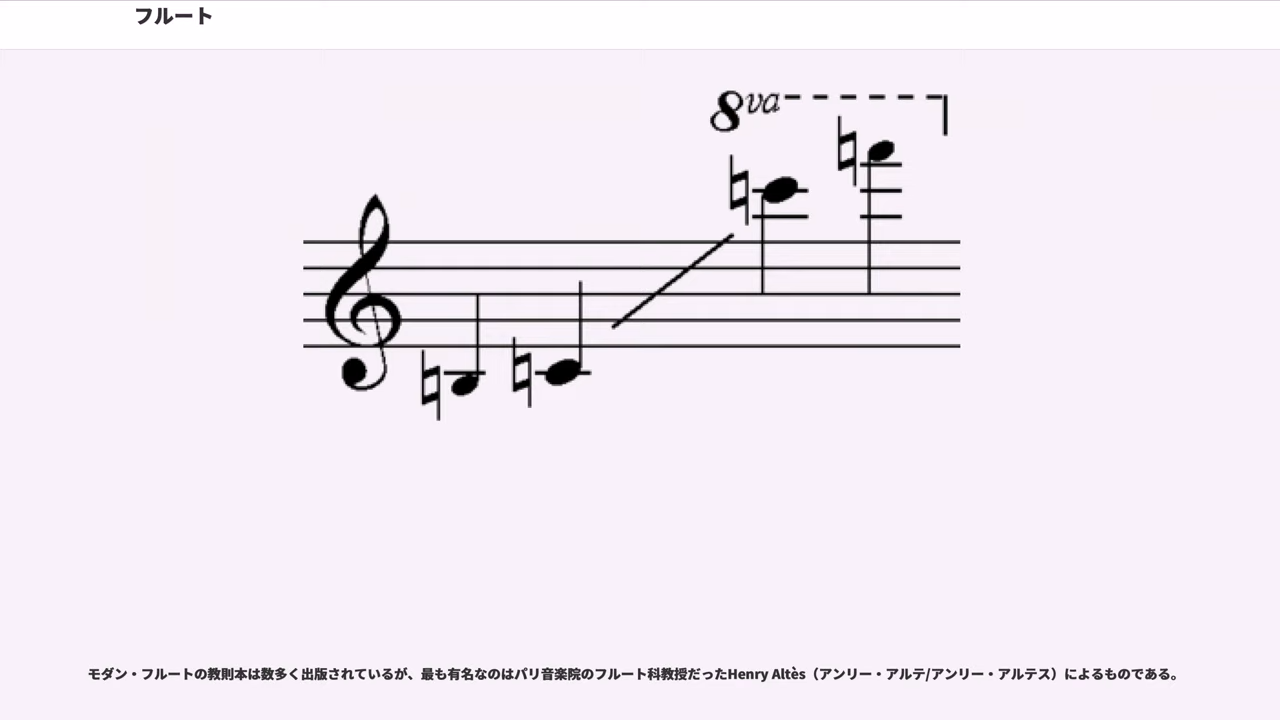 フルート
8va
モダン・フルートの教則本は数多く出版されているが、最も有名なのはパリ音楽院のフルート科教授だったHenry Altès（アンリー・アルテ/アンリー・アルテス）によるものである。